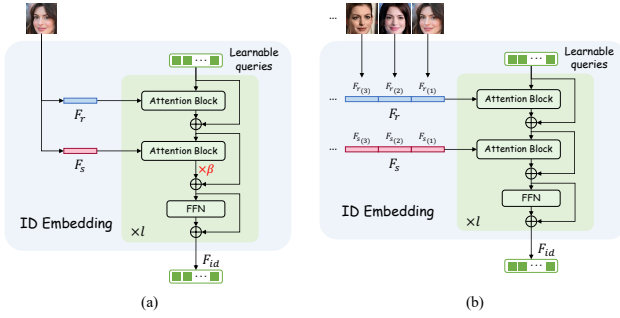 Learnable
queries
Attention Block
F_r
Attention Block
F_s
×β
FFN
ID Embedding
×l
F_id
(a)
...
Learnable
queries
F_r(3) F_r(2) F_r(1)
...
Attention Block
F_r
F_s(3) F_s(2) F_s(1)
...
Attention Block
F_s
FFN
ID Embedding
×l
F_id
(b)